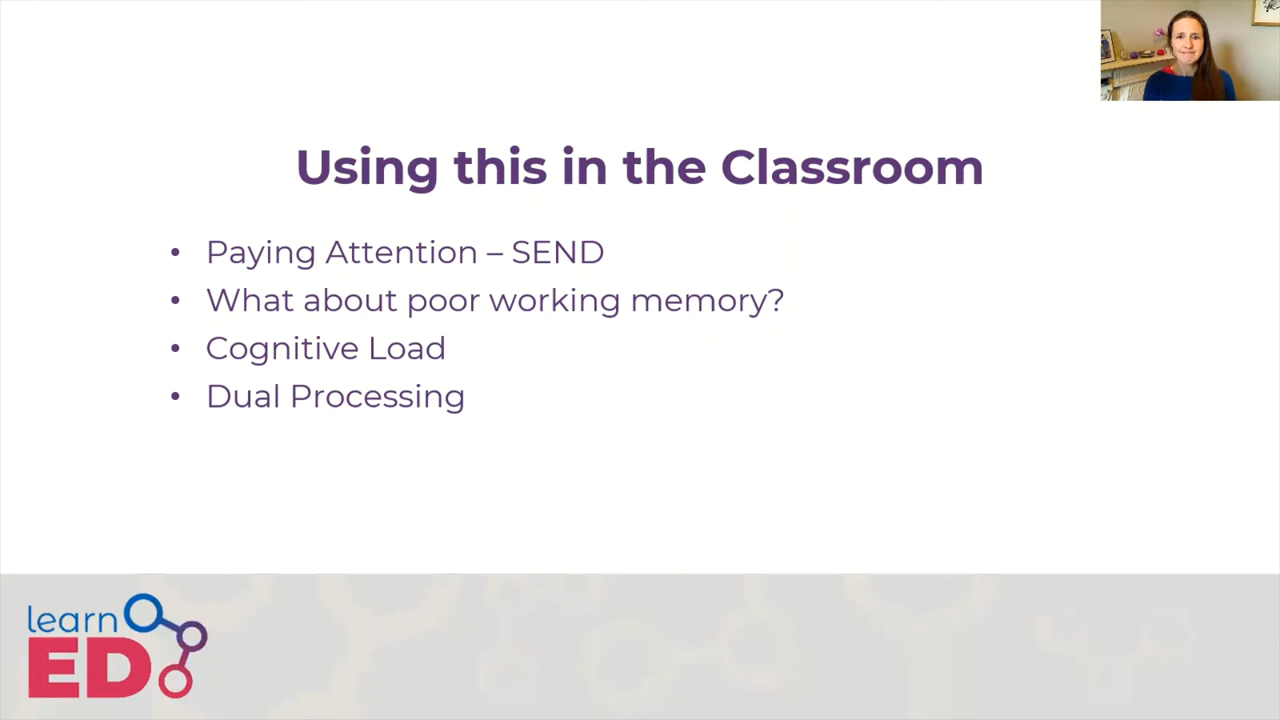 Using this in the Classroom
• Paying Attention – SEND
• What about poor working memory?
• Cognitive Load
• Dual Processing
learn
ED